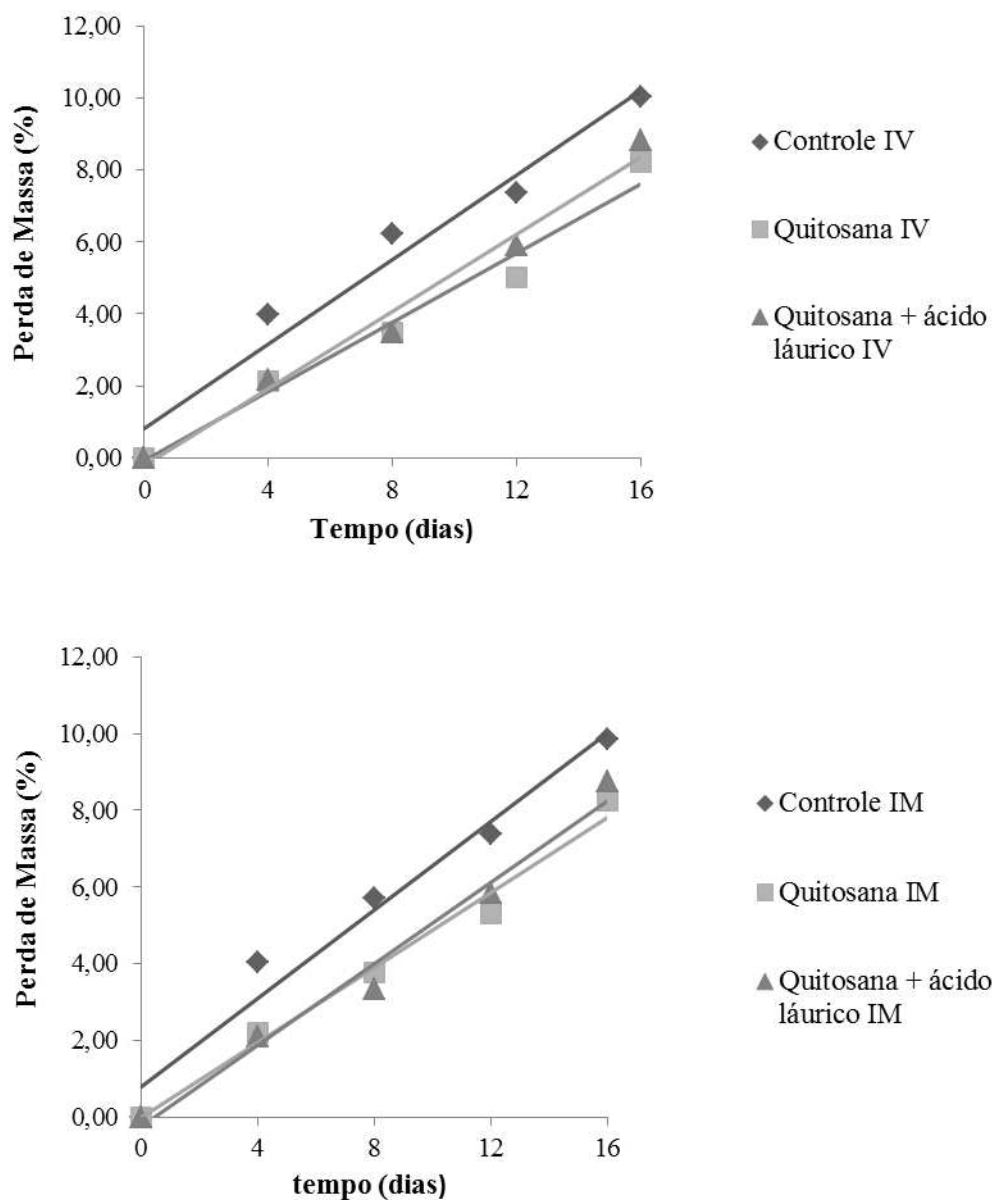 12,00
10,00
8,00
6,00
4,00
2,00
0,00
Perda de Massa (%)
0 4 8 12 16
Tempo (dias)
Controle IV
Quitosana IV
Quitosana + ácido
láurico IV
12,00
10,00
8,00
6,00
4,00
2,00
0,00
Perda de Massa (%)
0 4 8 12 16
tempo (dias)
Controle IM
Quitosana IM
Quitosana + ácido
láurico IM